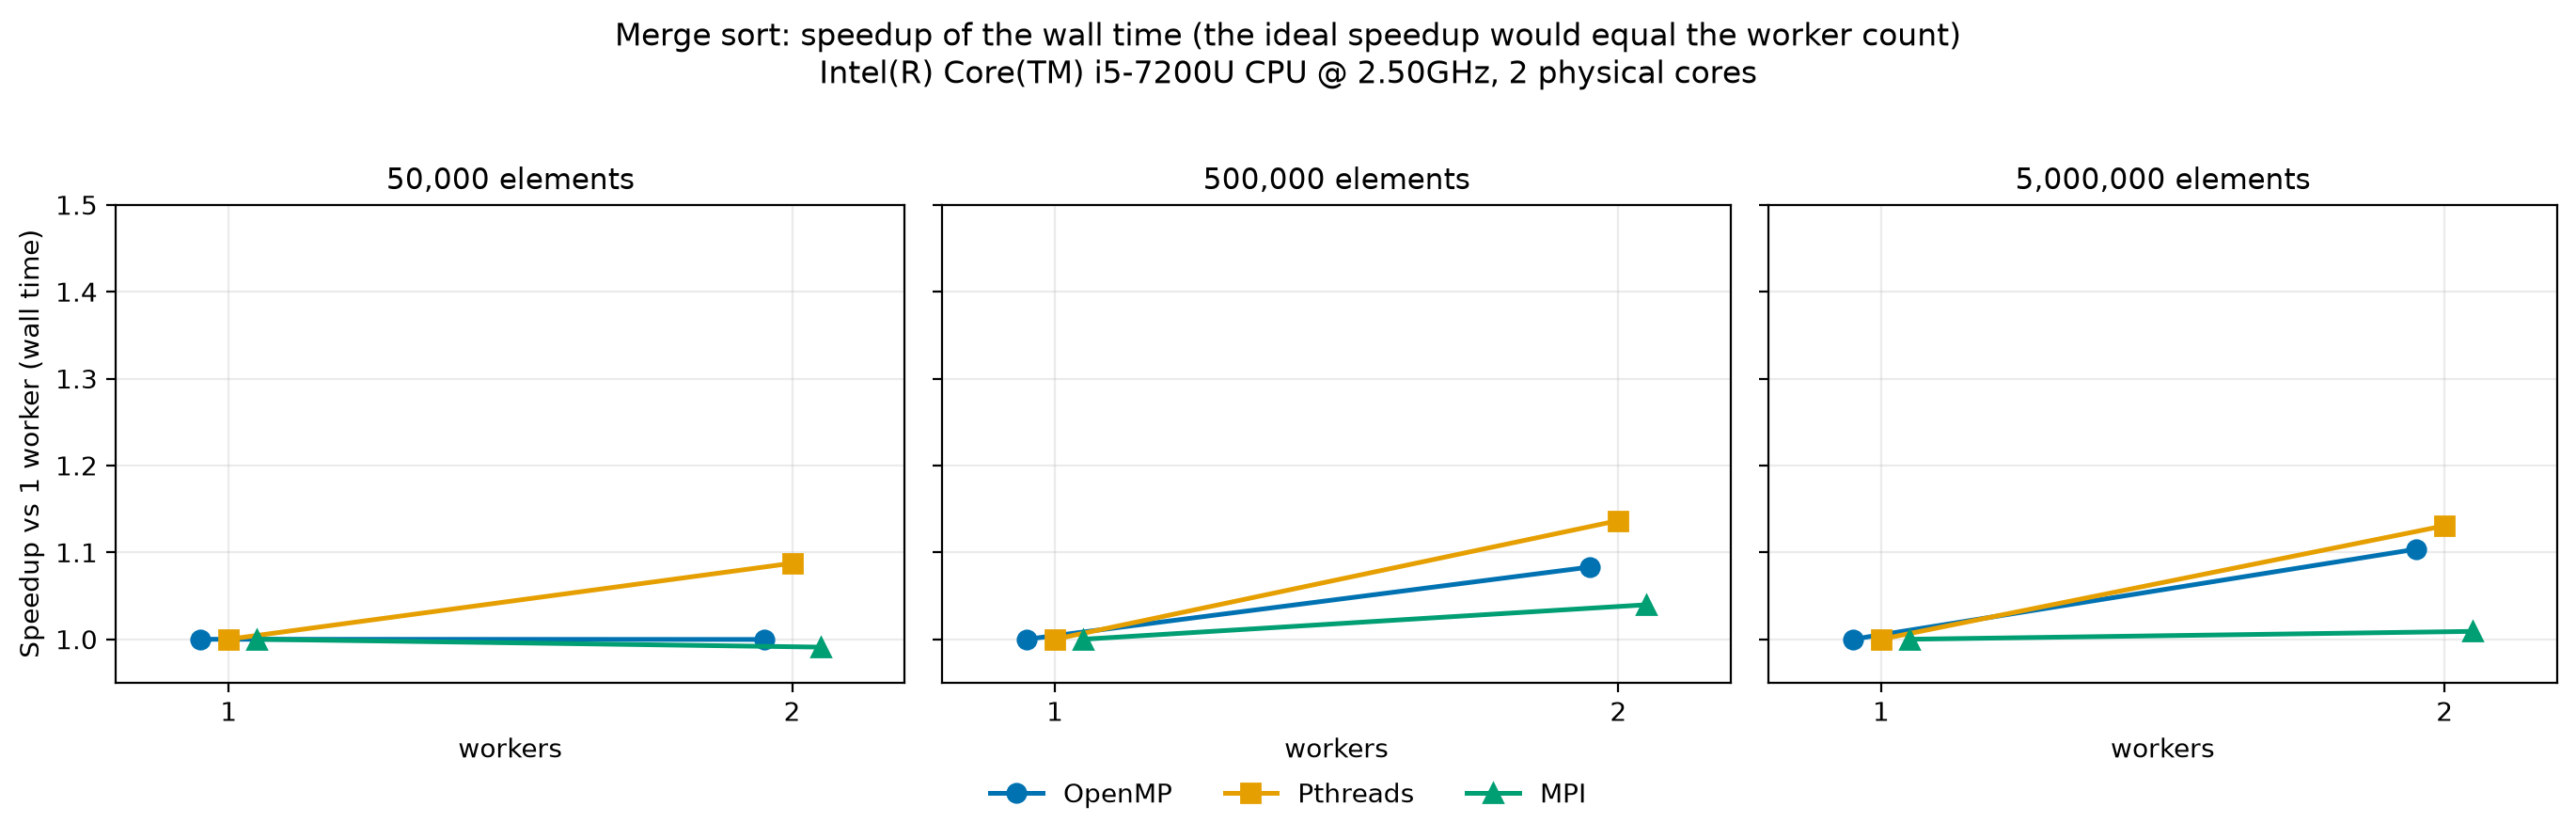 Merge sort: speedup of the wall time (the ideal speedup would equal the worker count)
Intel(R) Core(TM) i5-7200U CPU @ 2.50GHz, 2 physical cores
50,000 elements
500,000 elements
5,000,000 elements
Speedup vs 1 worker (wall time)
1.5
1.4
1.3
1.2
1.1
1.0
1
2
1
2
1
2
workers
workers
workers
OpenMP
Pthreads
MPI